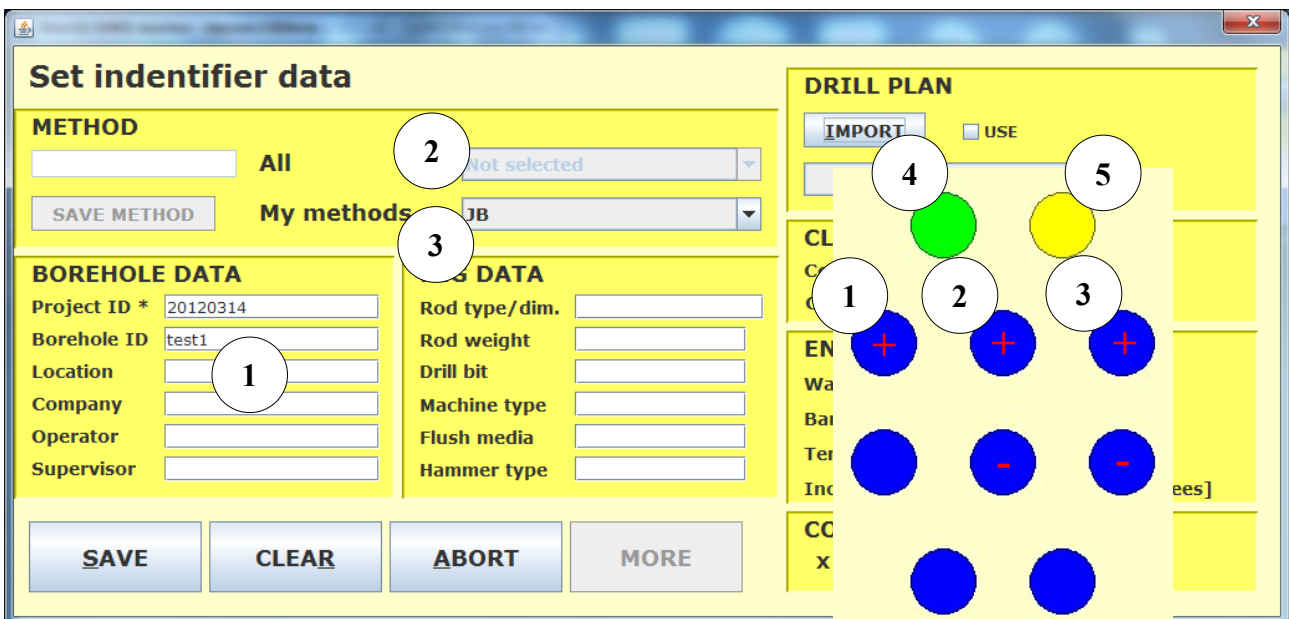 Set indentifier data
METHOD
All
Not selected
SAVE METHOD
My methods
JB
2
3
BOREHOLE DATA
Project ID * 20120314
Borehole ID test1
Location
Company
Operator
Supervisor
1
DATA
Rod type/dim.
Rod weight
Drill bit
Machine type
Flush media
Hammer type
SAVE
CLEAR
ABORT
MORE
DRILL PLAN
IMPORT
USE
4
5
1
2
3
+ + +
- -
CL
EN
Wa
Bar
Ter
Inc
ees]
CO
X